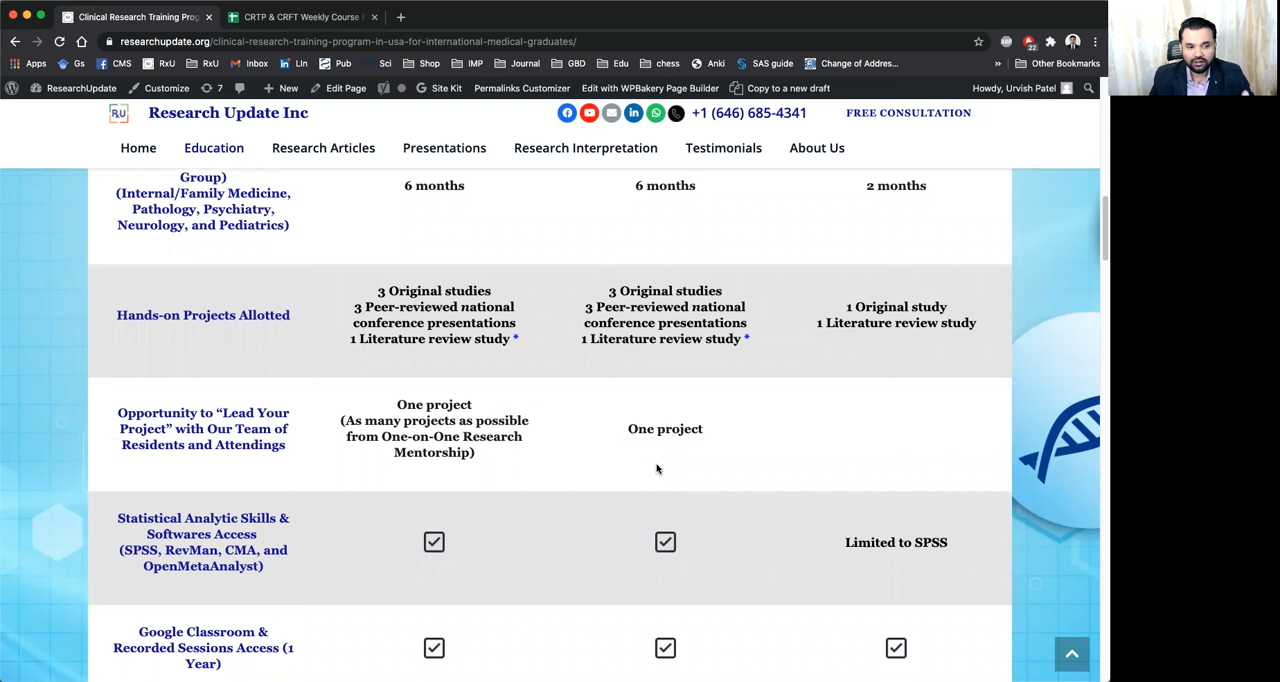 Clinical Research Training Prog
CRTP & CRFT Weekly Course
researchupdate.org/clinical-research-training-program-in-usa-for-international-medical-graduates/
22
Apps Gs CMS RxU RxU Inbox LIn Pub Sci Shop IMP Journal GBD Edu chess Anki SAS guide Change of Addres... » Other Bookmarks
ResearchUpdate Customize 7 New Edit Page Site Kit Permalinks Customizer Edit with WPBakery Page Builder Copy to a new draft Howdy, Urvish Patel
RU Research Update Inc +1 (646) 685-4341 FREE CONSULTATION
Home Education Research Articles Presentations Research Interpretation Testimonials About Us
Group)
(Internal/Family Medicine,
Pathology, Psychiatry,
Neurology, and Pediatrics)
6 months
6 months
2 months
Hands-on Projects Allotted
3 Original studies
3 Peer-reviewed national
conference presentations
1 Literature review study *
3 Original studies
3 Peer-reviewed national
conference presentations
1 Literature review study *
1 Original study
1 Literature review study
Opportunity to “Lead Your
Project” with Our Team of
Residents and Attendings
One project
(As many projects as possible
from One-on-One Research
Mentorship)
One project
Statistical Analytic Skills &
Softwares Access
(SPSS, RevMan, CMA, and
OpenMetaAnalyst)
Limited to SPSS
Google Classroom &
Recorded Sessions Access (1
Year)